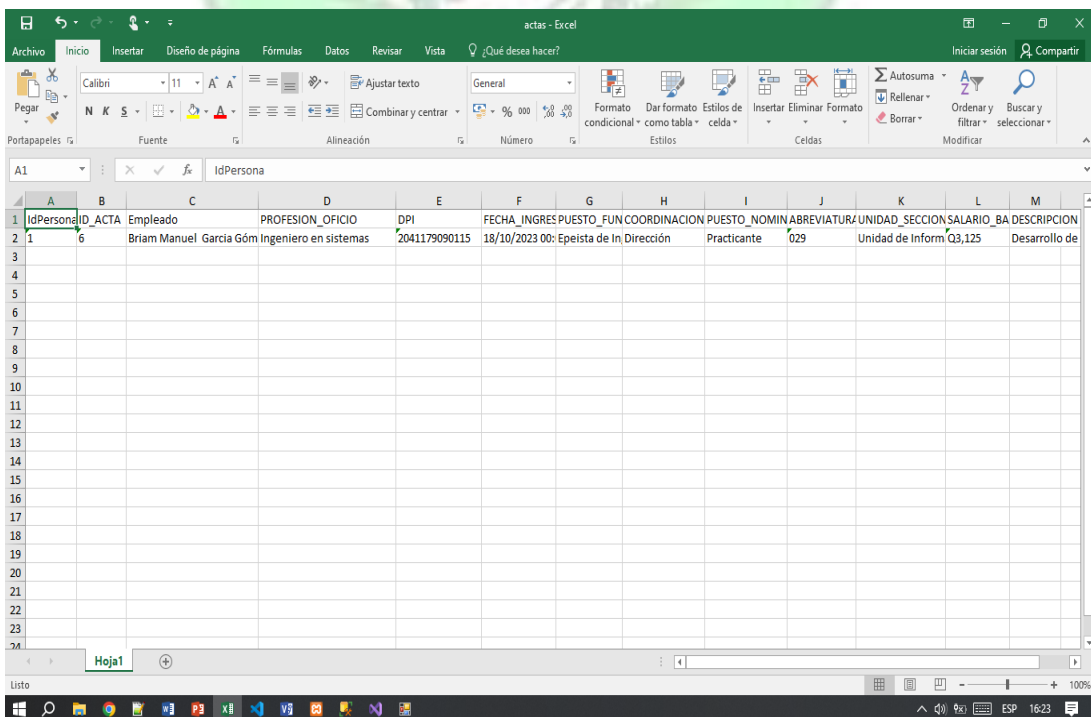 actas - Excel
Archivo Inicio Insertar Diseño de página Fórmulas Datos Revisar Vista ¿Qué desea hacer? Iniciar sesión Compartir
Pegar Calibri 11 A A Ajustar texto General Formato condicional Dar formato como tabla Estilos de celda Insertar Eliminar Formato Autosuma Rellenar Borrar Ordenar y filtrar Buscar y seleccionar
N K S A Combinar y centrar % 000
Portapapeles Fuente Alineación Número Estilos Celdas Modificar
A1 fx IdPersona
A B C D E F G H I J K L M
1 IdPersona ID_ACTA Empleado PROFESION_OFICIO DPI FECHA_INGRES PUESTO_FUN COORDINACION PUESTO_NOMIN ABREVIATURA UNIDAD_SECCION SALARIO_BA DESCRIPCION
2 1 6 Briam Manuel Garcia Góm Ingeniero en sistemas 2041179090115 18/10/2023 00: Epeista de In Dirección Practicante 029 Unidad de Inform Q3,125 Desarrollo de
3
4
5
6
7
8
9
10
11
12
13
14
15
16
17
18
19
20
21
22
23
24
Hoja1
Listo 100%
ESP 16:23